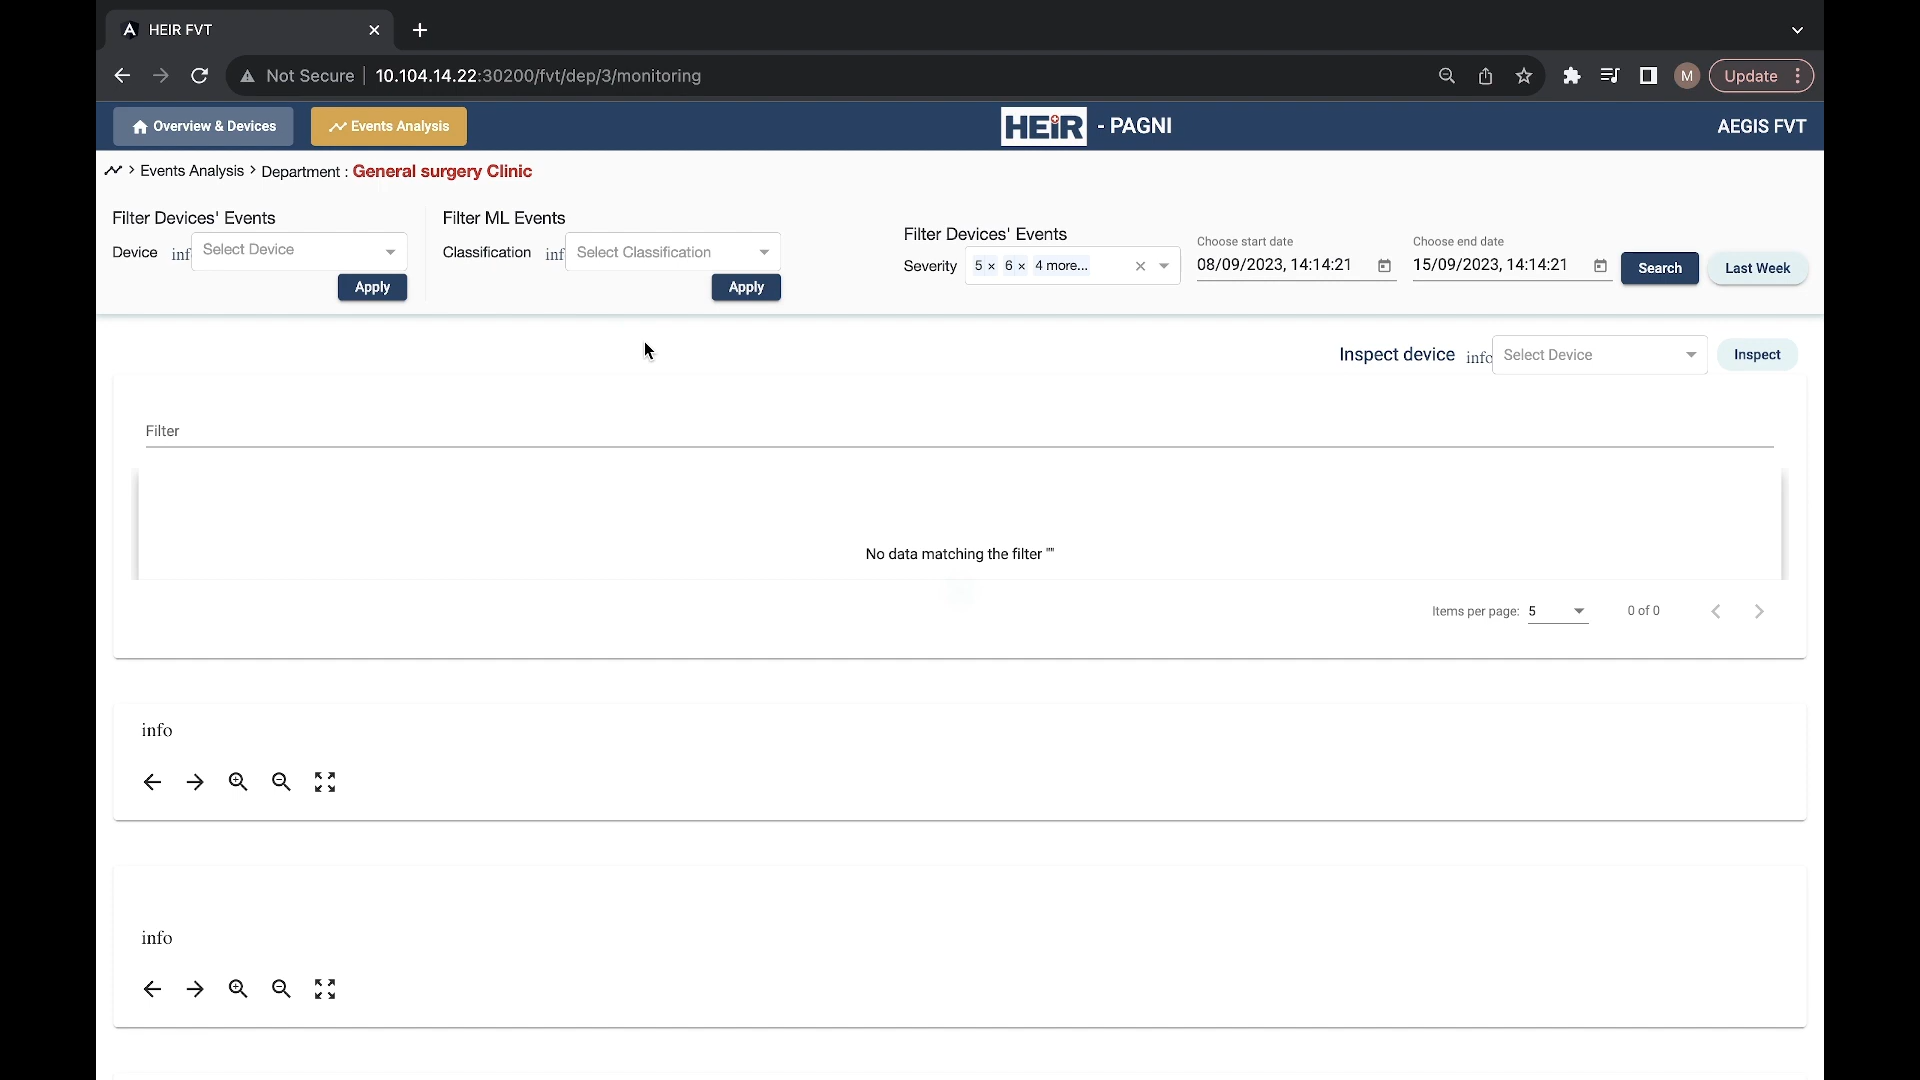 HEIR FVT
Not Secure 10.104.14.22:30200/fvt/dep/3/monitoring
M
Update
Overview & Devices
Events Analysis
HEIR - PAGNI
AEGIS FVT
> Events Analysis > Department : General surgery Clinic
Filter Devices' Events
Device inf Select Device
Apply
Filter ML Events
Classification inf Select Classification
Apply
Filter Devices' Events
Severity 5 × 6 × 4 more... ×
Choose start date
08/09/2023, 14:14:21
Choose end date
15/09/2023, 14:14:21
Search
Last Week
Inspect device info Select Device
Inspect
Filter
No data matching the filter ""
Items per page: 5
0 of 0
info
info